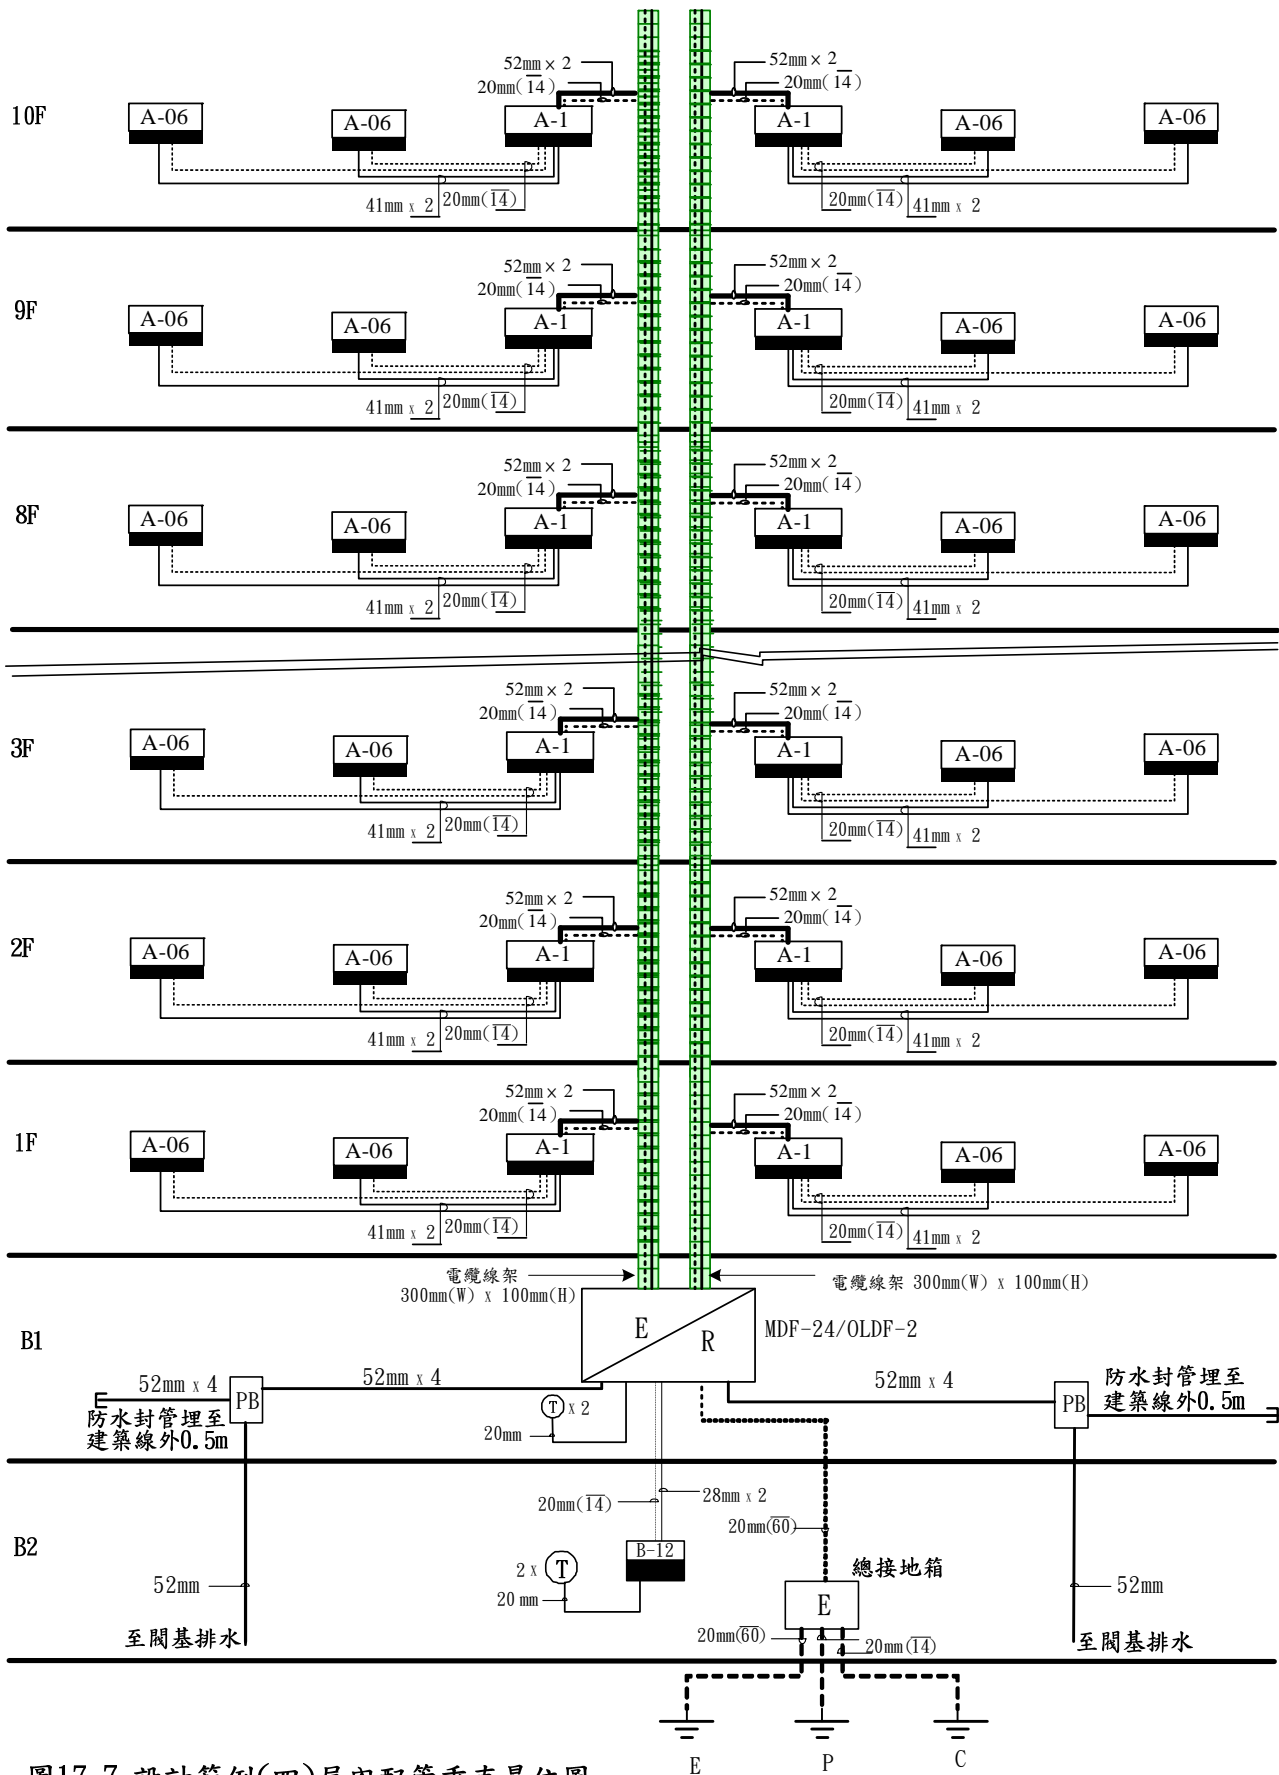 52mm × 2
52mm × 2
20mm(14)
20mm(14)
10F
A-06
A-06
A-1
A-1
A-06
A-06
41mm x 2
20mm(14)
20mm(14)
41mm x 2
52mm × 2
52mm × 2
20mm(14)
20mm(14)
9F
A-06
A-06
A-1
A-1
A-06
A-06
41mm x 2
20mm(14)
20mm(14)
41mm x 2
52mm × 2
52mm × 2
20mm(14)
20mm(14)
8F
A-06
A-06
A-1
A-1
A-06
A-06
41mm x 2
20mm(14)
20mm(14)
41mm x 2
52mm × 2
52mm × 2
20mm(14)
20mm(14)
3F
A-06
A-06
A-1
A-1
A-06
A-06
41mm x 2
20mm(14)
20mm(14)
41mm x 2
52mm × 2
52mm × 2
20mm(14)
20mm(14)
2F
A-06
A-06
A-1
A-1
A-06
A-06
41mm x 2
20mm(14)
20mm(14)
41mm x 2
52mm × 2
52mm × 2
20mm(14)
20mm(14)
1F
A-06
A-06
A-1
A-1
A-06
A-06
41mm x 2
20mm(14)
20mm(14)
41mm x 2
電纜線架
300mm(W) x 100mm(H)
電纜線架 300mm(W) x 100mm(H)
B1
E
R
MDF-24/OLDF-2
52mm x 4
PB
52mm x 4
52mm x 4
PB
防水封管埋至
建築線外0.5m
防水封管埋至
建築線外0.5m
T x 2
20mm
20mm(14)
28mm x 2
20mm(60)
B2
B-12
2 x T
20 mm
總接地箱
E
52mm
52mm
20mm(60)
20mm(14)
至閥基排水
至閥基排水
E
P
C